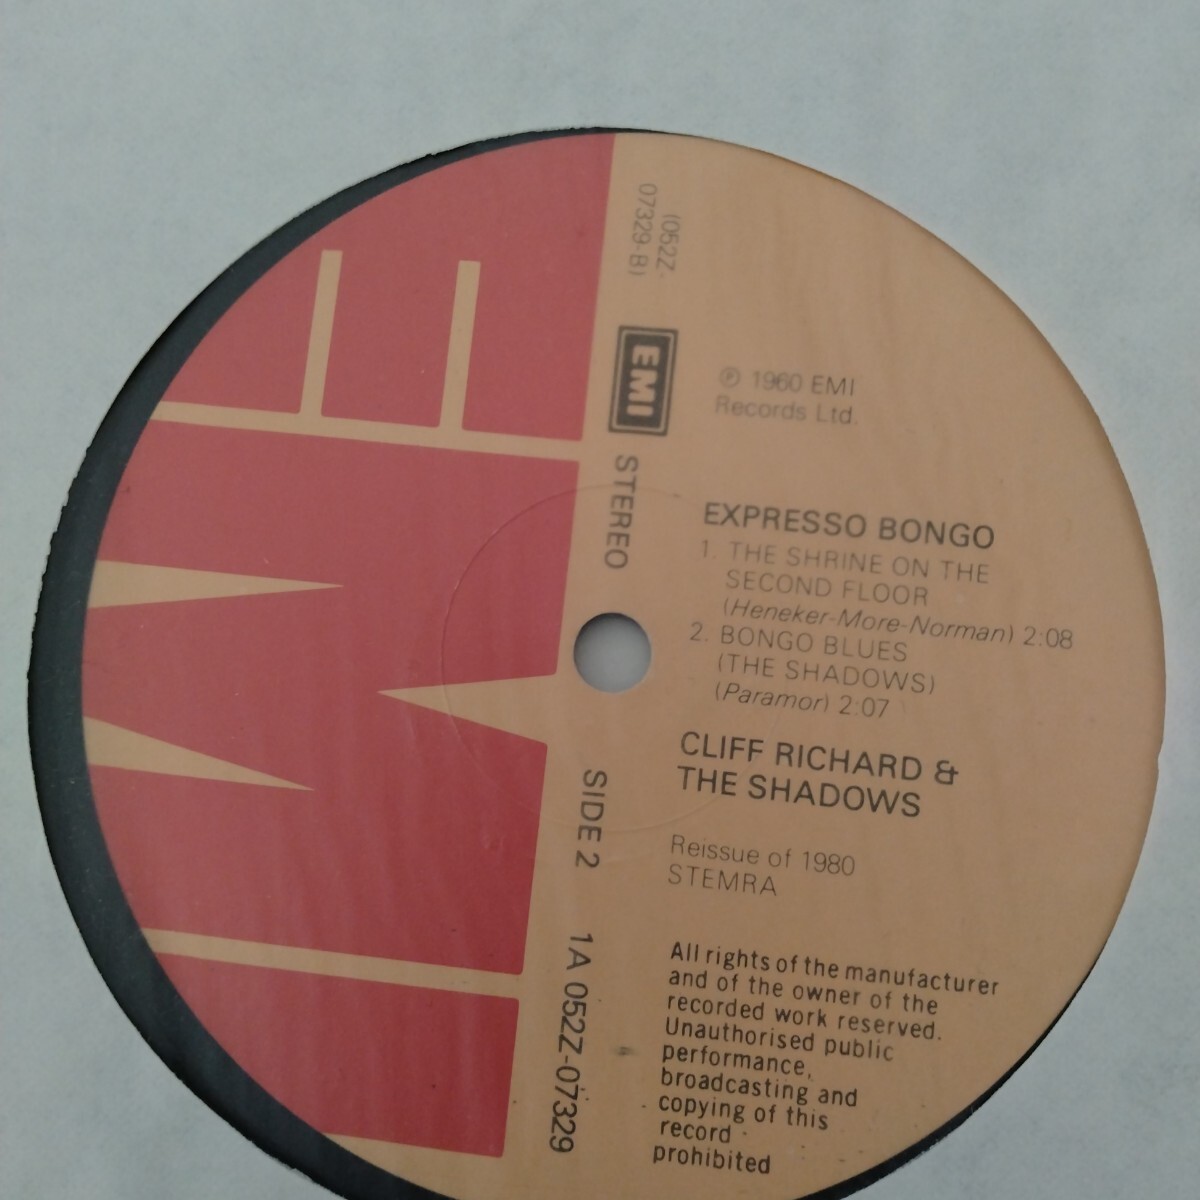 (052Z-
07329-B)
EMI
STEREO
SIDE 2
1A 052Z-07329
℗ 1960 EMI
Records Ltd.
EXPRESSO BONGO
1. THE SHRINE ON THE
SECOND FLOOR
(Heneker-More-Norman) 2:08
2. BONGO BLUES
(THE SHADOWS)
(Paramor) 2:07
CLIFF RICHARD &
THE SHADOWS
Reissue of 1980
STEMRA
All rights of the manufacturer
and of the owner of the
recorded work reserved.
Unauthorised public
performance,
broadcasting and
copying of this
record
prohibited